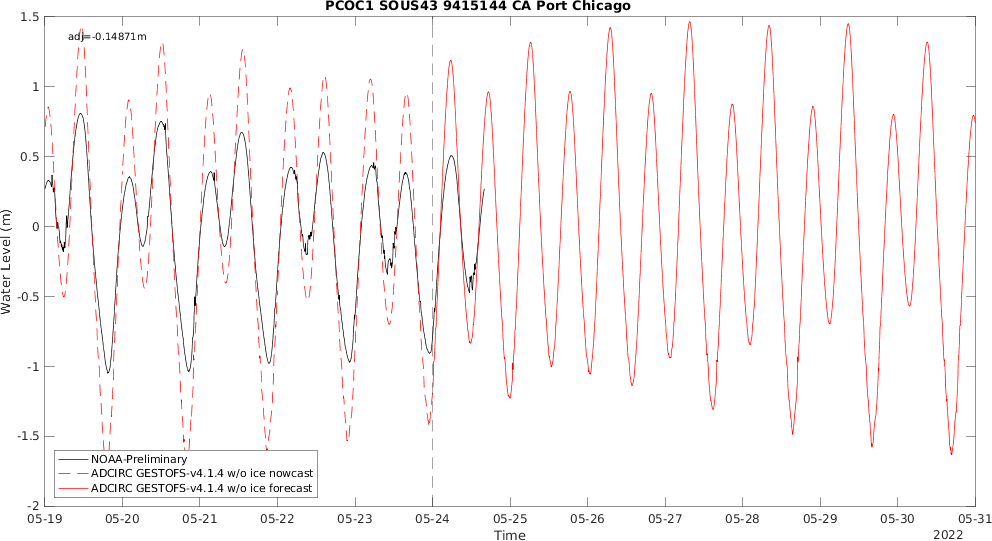 PCOC1 SOUS43 9415144 CA Port Chicago
adj=-0.14871m
1.5
1
0.5
0
-0.5
-1
-1.5
-2
Water Level (m)
NOAA-Preliminary
ADCIRC GESTOFS-v4.1.4 w/o ice nowcast
ADCIRC GESTOFS-v4.1.4 w/o ice forecast
05-19 05-20 05-21 05-22 05-23 05-24 05-25 05-26 05-27 05-28 05-29 05-30 05-31
Time
2022